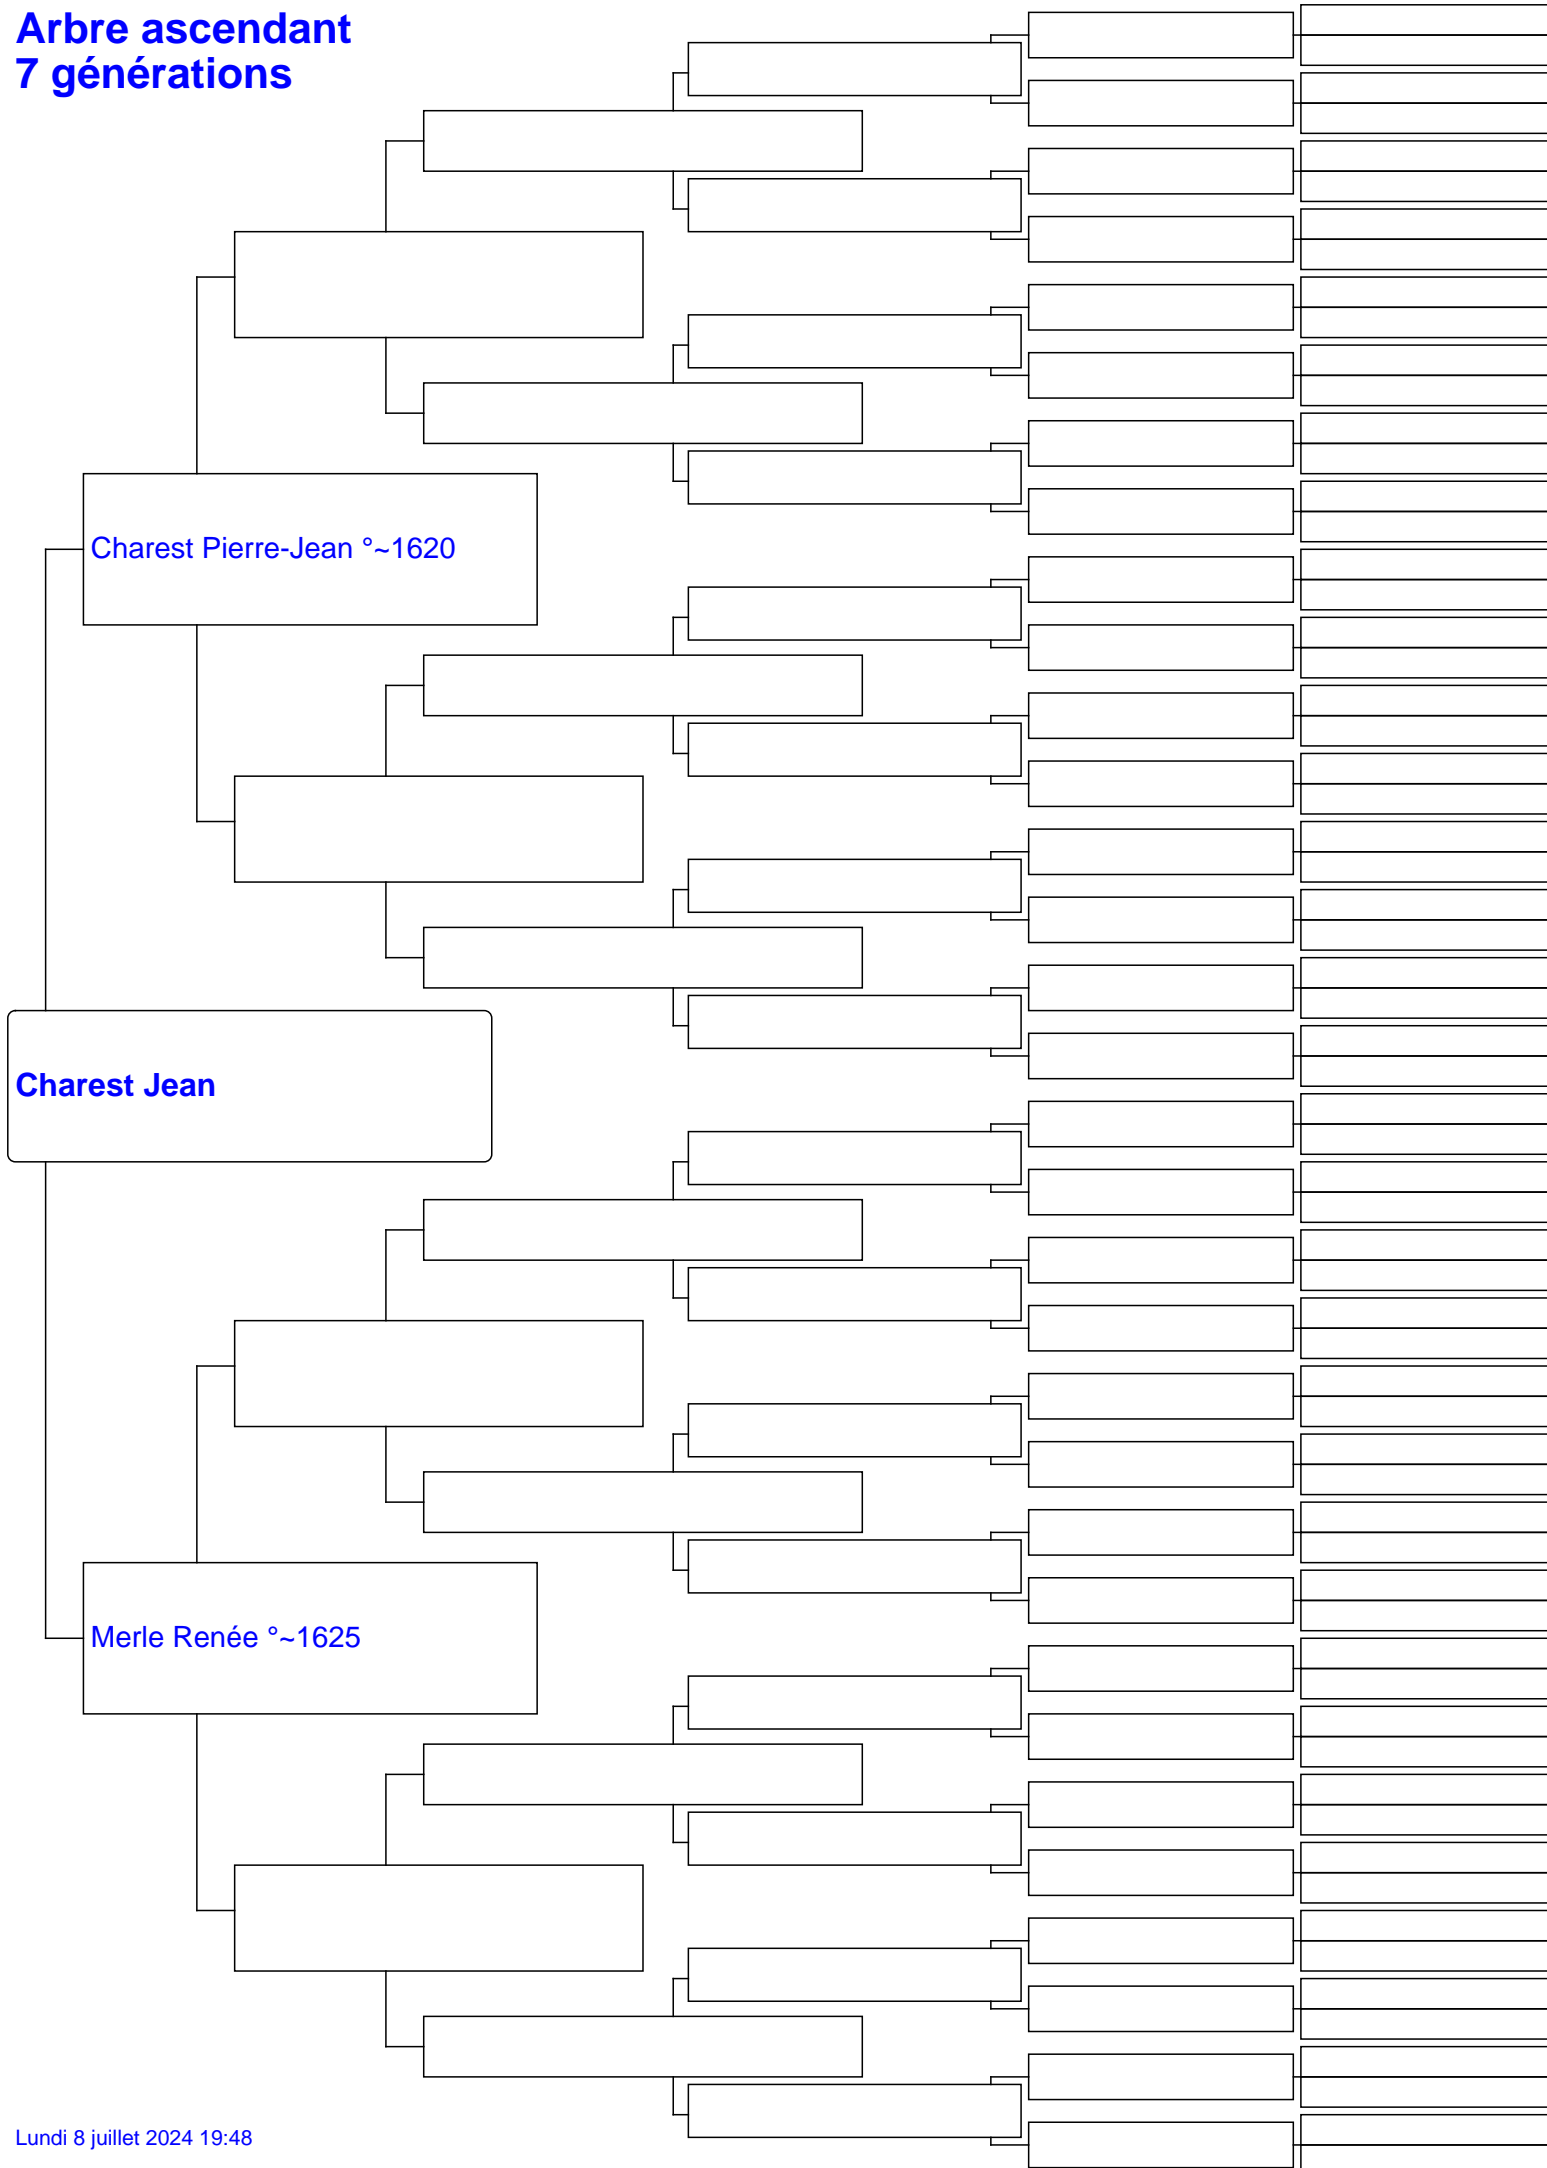 Arbre ascendant
7 générations
Charest Pierre-Jean °~1620
Charest Jean
Merle Renée °~1625
Lundi 8 juillet 2024 19:48